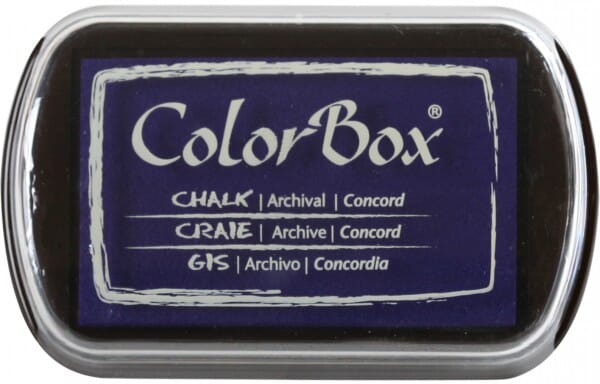 ColorBox®
CHALK | Archival | Concord
CRAIE | Archive | Concord
GIS | Archivo | Concordia